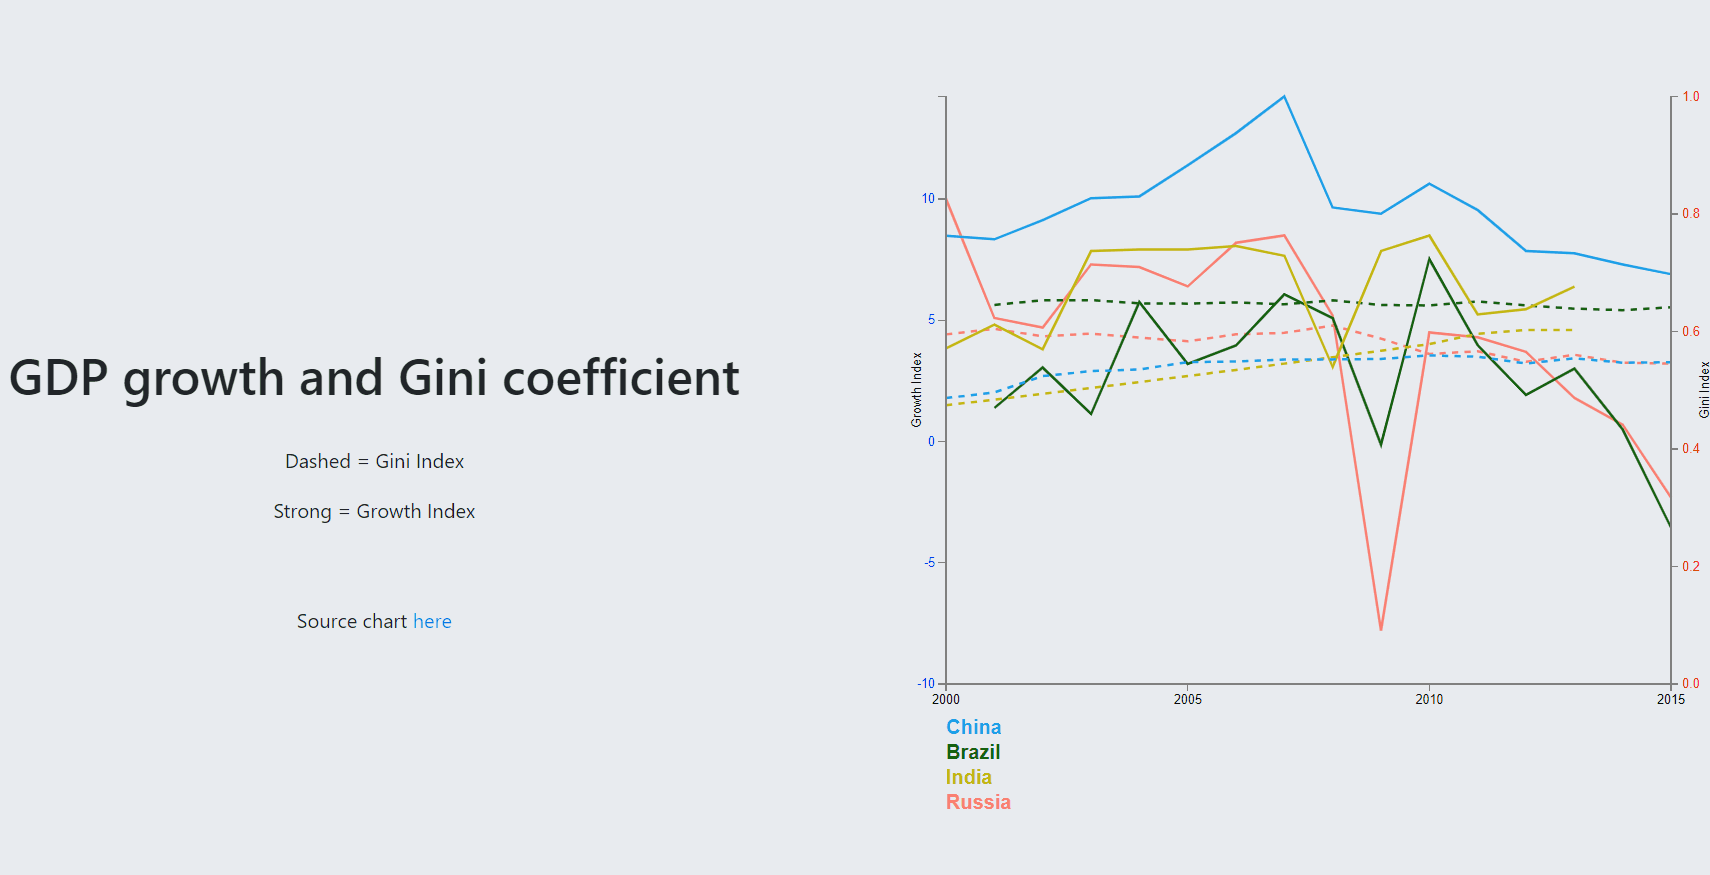 GDP growth and Gini coefficient
Dashed = Gini Index
Strong = Growth Index
Source chart here
10
5
0
-5
-10
Growth Index
1.0
0.8
0.6
0.4
0.2
0.0
Gini Index
2000
2005
2010
2015
China
Brazil
India
Russia